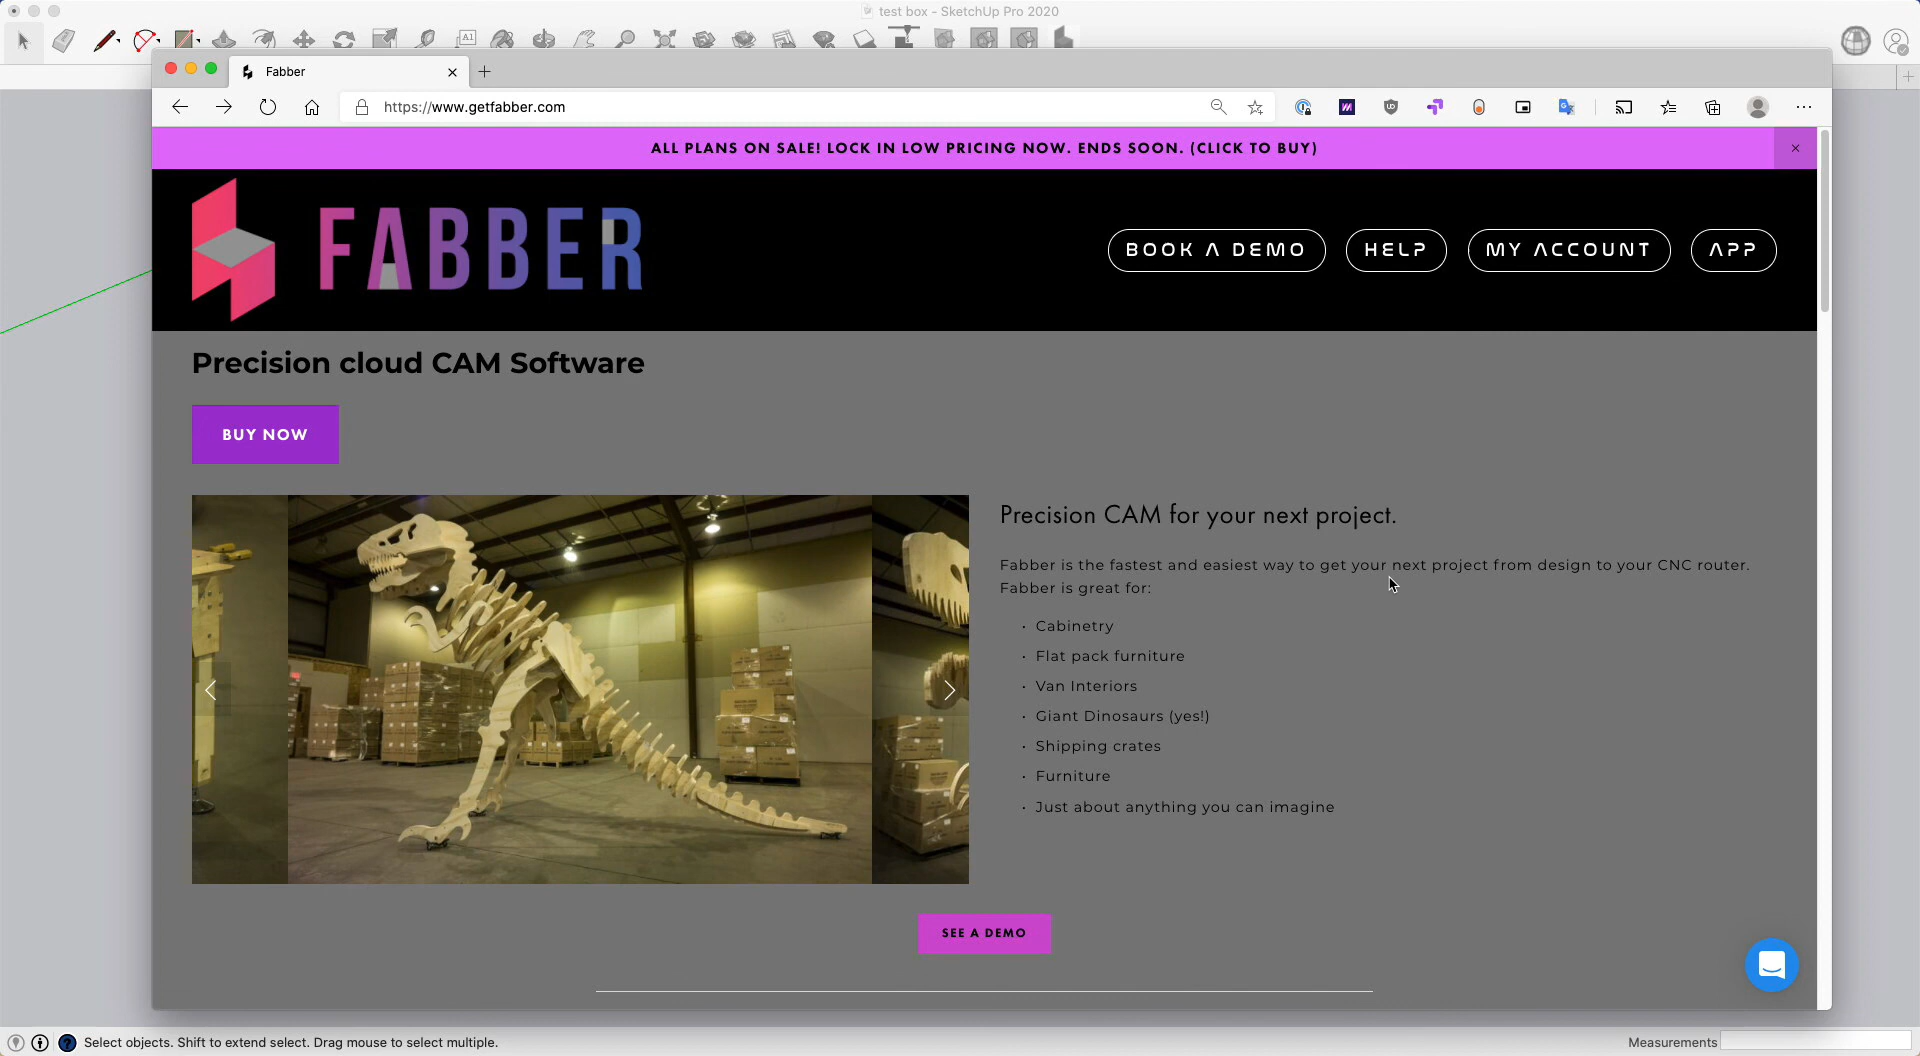 test box - SketchUp Pro 2020
A1
Fabber
https://www.getfabber.com
ALL PLANS ON SALE! LOCK IN LOW PRICING NOW. ENDS SOON. (CLICK TO BUY)
FABBER
BOOK A DEMO
HELP
MY ACCOUNT
APP
Precision cloud CAM Software
BUY NOW
Precision CAM for your next project.
Fabber is the fastest and easiest way to get your next project from design to your CNC router.
Fabber is great for:
• Cabinetry
• Flat pack furniture
• Van Interiors
• Giant Dinosaurs (yes!)
• Shipping crates
• Furniture
• Just about anything you can imagine
SEE A DEMO
Select objects. Shift to extend select. Drag mouse to select multiple.
Measurements